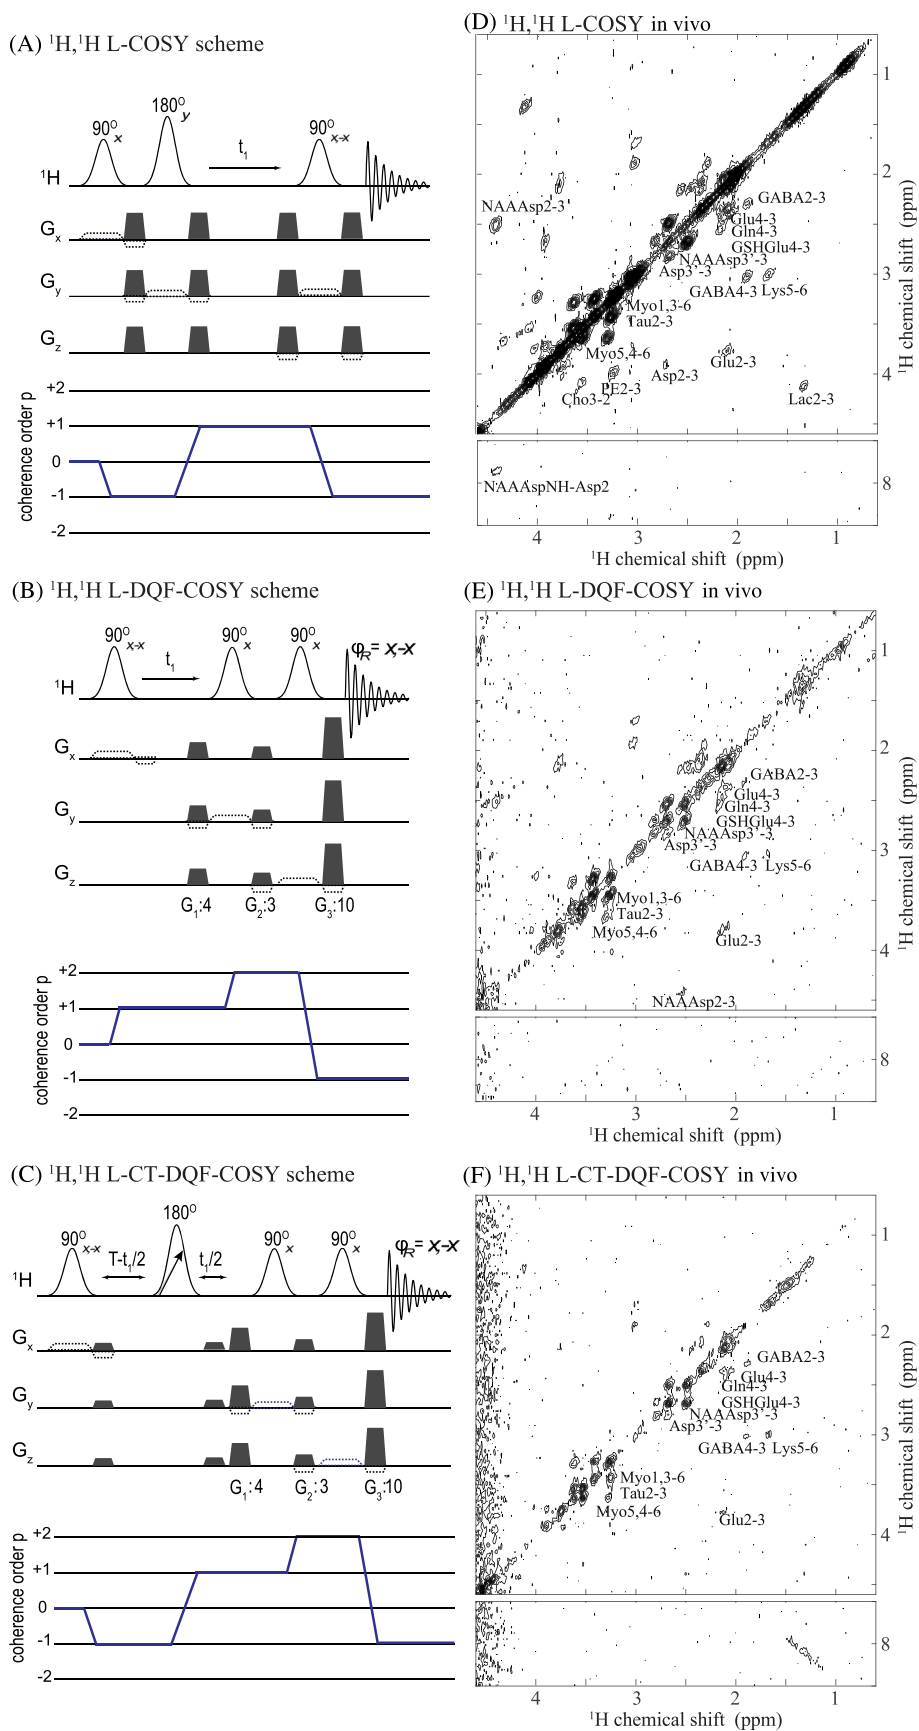 (A) ¹H,¹H L-COSY scheme
90° x
180° y
t₁
90° x-x
¹H
Gx
Gy
Gz
coherence order p
+2
+1
0
-1
-2
(D) ¹H,¹H L-COSY in vivo
NAAAsp2-3
GABA2-3
Glu4-3
Gln4-3
GSHGlu4-3
NAAAsp3'-3
Asp3'-3
GABA4-3 Lys5-6
Myo1,3-6
Tau2-3
Myo5,4-6
Glu2-3
Asp2-3
PE2-3
Cho3-2
Lac2-3
NAAAspNH-Asp2
1
2
3
4
8
¹H chemical shift (ppm)
4
3
2
1
¹H chemical shift (ppm)
(B) ¹H,¹H L-DQF-COSY scheme
90° x-x
t₁
90° x
90° x
φR = x,-x
¹H
Gx
Gy
Gz
G₁:4
G₂:3
G₃:10
coherence order p
+2
+1
0
-1
-2
(E) ¹H,¹H L-DQF-COSY in vivo
GABA2-3
Glu4-3
Gln4-3
GSHGlu4-3
NAAAsp3'-3
Asp3'-3
GABA4-3 Lys5-6
Myo1,3-6
Tau2-3
Myo5,4-6
Glu2-3
NAAAsp2-3
1
2
3
4
8
¹H chemical shift (ppm)
4
3
2
1
¹H chemical shift (ppm)
(C) ¹H,¹H L-CT-DQF-COSY scheme
90° x-x
T-t₁/2
180°
t₁/2
90° x
90° x
φR = x,-x
¹H
Gx
Gy
Gz
G₁:4
G₂:3
G₃:10
coherence order p
+2
+1
0
-1
-2
(F) ¹H,¹H L-CT-DQF-COSY in vivo
GABA2-3
Glu4-3
Gln4-3
GSHGlu4-3
NAAAsp3'-3
Asp3'-3
GABA4-3 Lys5-6
Myo1,3-6
Tau2-3
Myo5,4-6
Glu2-3
1
2
3
4
8
¹H chemical shift (ppm)
4
3
2
1
¹H chemical shift (ppm)